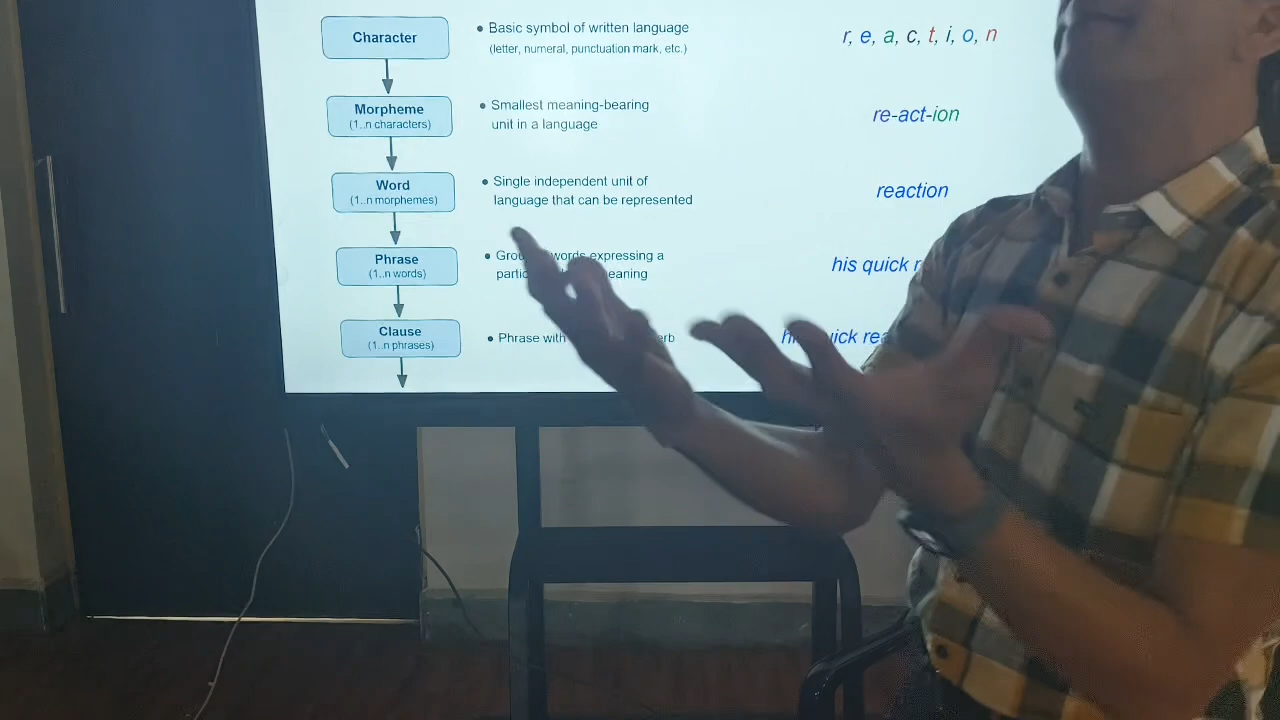 Character
Basic symbol of written language
(letter, numeral, punctuation mark, etc.)
r, e, a, c, t, i, o, n
Morpheme
(1..n characters)
Smallest meaning-bearing
unit in a language
re-act-ion
Word
(1..n morphemes)
Single independent unit of
language that can be represented
reaction
Phrase
(1..n words)
words expressing a
his quick
Clause
(1..n phrases)
Phrase with